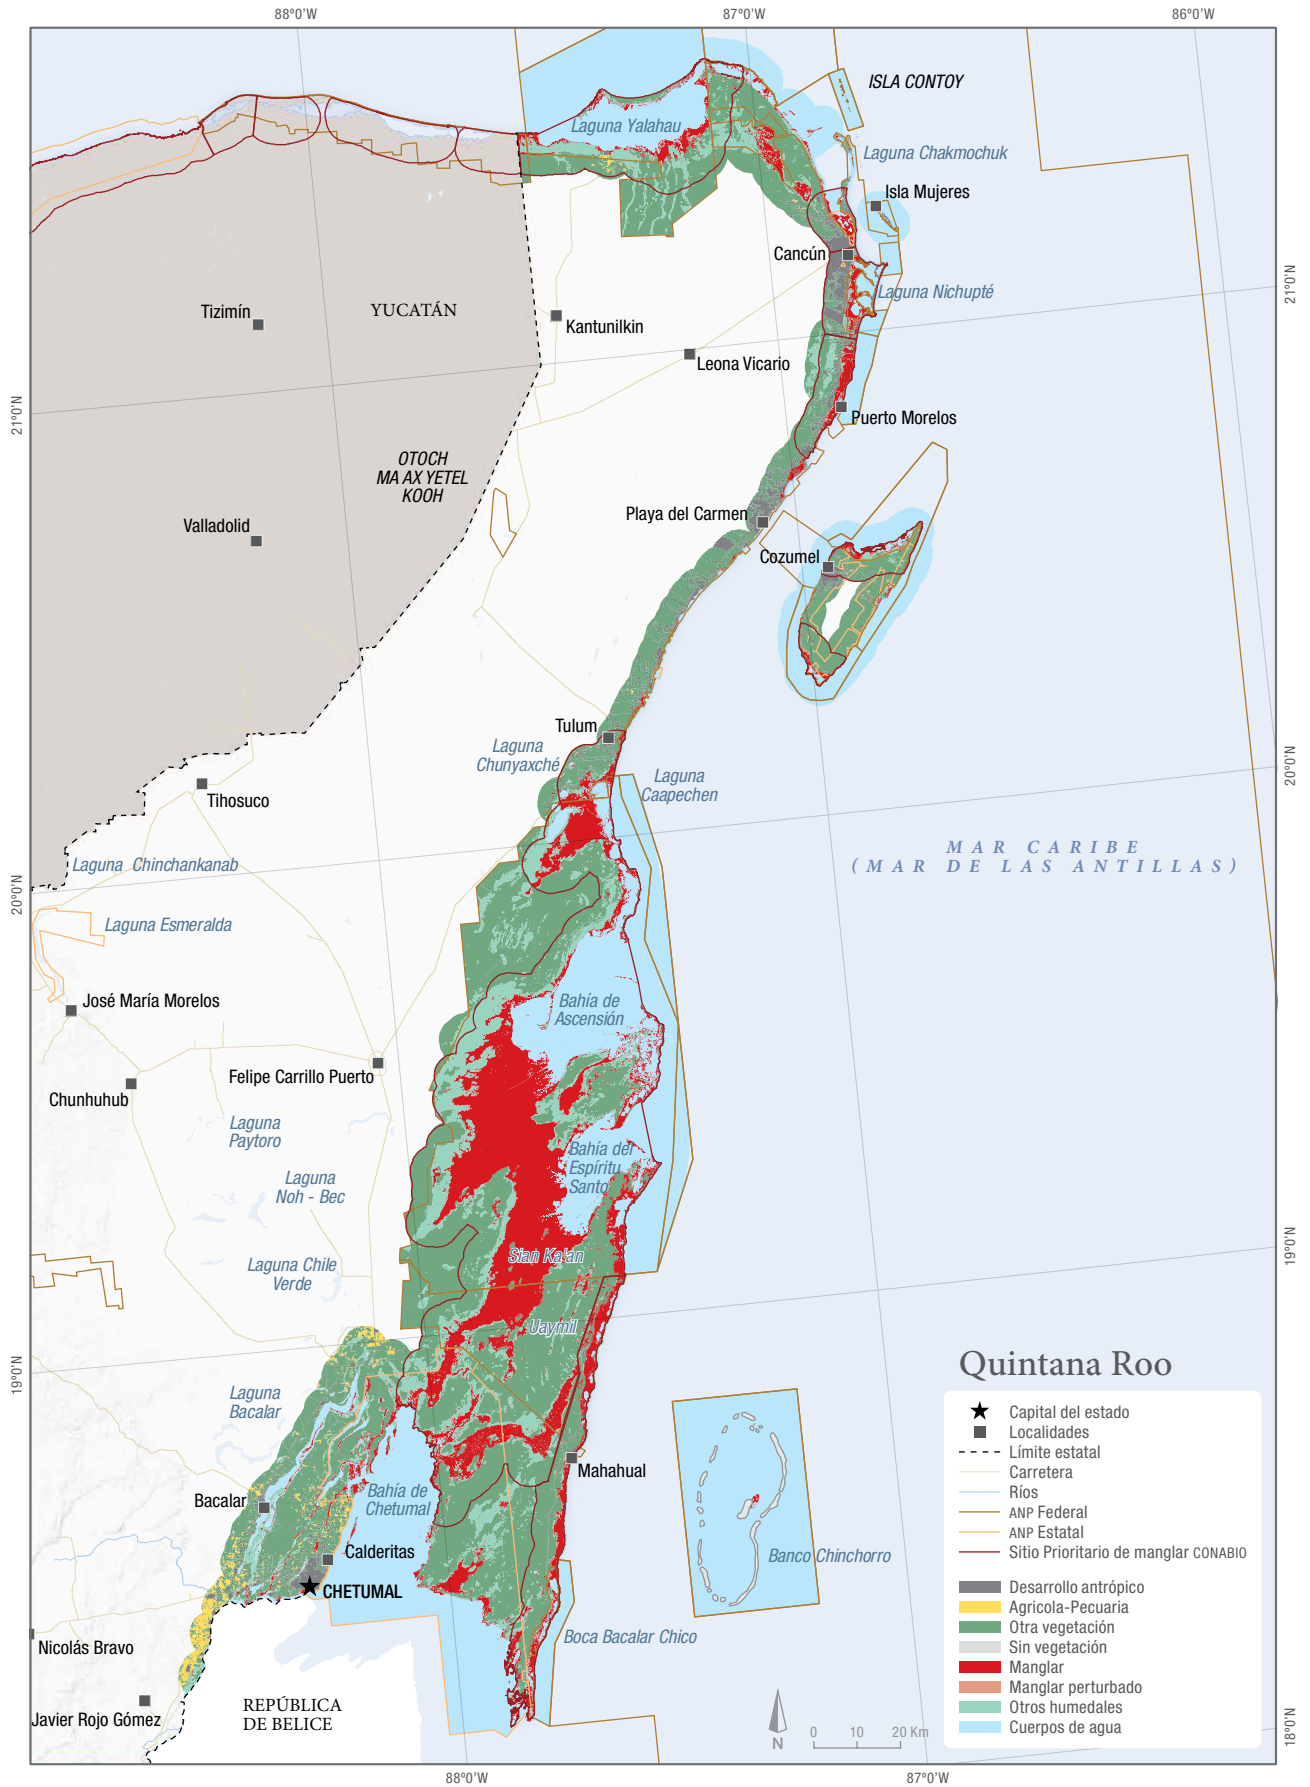 88°0'W
87°0'W
86°0'W
ISLA CONTOY
Laguna Yalahau
Laguna Chakmochuk
Isla Mujeres
Cancún
Laguna Nichupté
21°0'N
Tizimín
YUCATÁN
Kantunilkin
Leona Vicario
21°0'N
Puerto Morelos
OTOCH
MA AX YETEL
KOOH
Valladolid
Playa del Carmen
Cozumel
Tulum
Laguna
Chunyaxché
Laguna
Caapechen
20°0'N
Tihosuco
MAR CARIBE
(MAR DE LAS ANTILLAS)
Laguna Chinchankanab
20°0'N
Laguna Esmeralda
José María Morelos
Bahía de
Ascensión
Felipe Carrillo Puerto
Chunhuhub
Laguna
Paytoro
Bahía del
Espíritu
Santo
Laguna
Noh - Bec
19°0'N
Sian Ka'an
Laguna Chile
Verde
Uaymil
19°0'N
Laguna
Bacalar
Mahahual
Bacalar
Bahía de
Chetumal
Calderitas
CHETUMAL
Banco Chinchorro
Boca Bacalar Chico
Nicolás Bravo
Javier Rojo Gómez
REPÚBLICA
DE BELICE
Quintana Roo
Capital del estado
Localidades
Límite estatal
Carretera
Ríos
ANP Federal
ANP Estatal
Sitio Prioritario de manglar CONABIO
Desarrollo antrópico
Agricola-Pecuaria
Otra vegetación
Sin vegetación
Manglar
Manglar perturbado
Otros humedales
Cuerpos de agua
N
0 10 20 Km
18°0'N
88°0'W
87°0'W